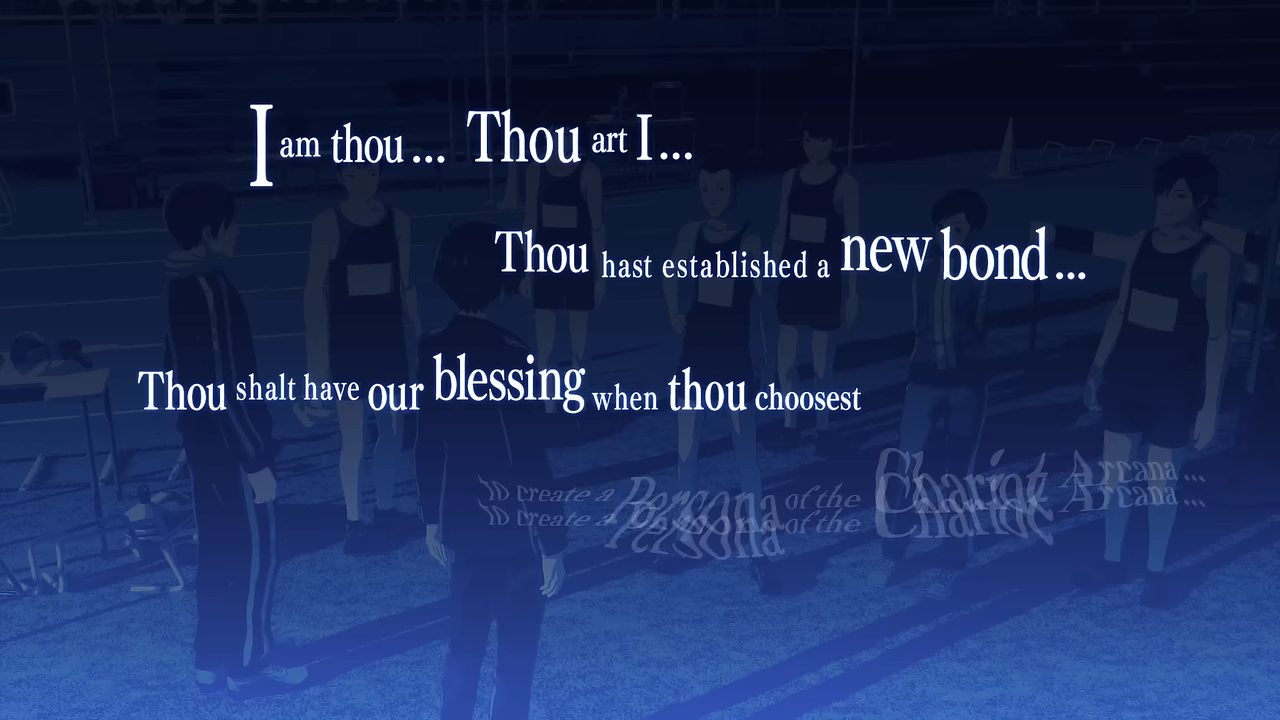 I am thou... Thou art I...
Thou hast established a new bond...
Thou shalt have our blessing when thou choosest
to create a Persona of the Chariot Arcana...